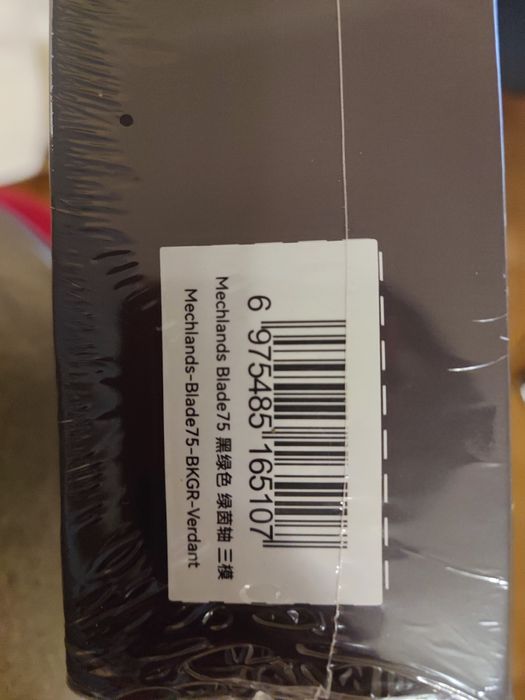 6 975485 165107
Mechlands Blade75 黑绿色 绿茵轴 三模
Mechlands-Blade75-BKGR-Verdant